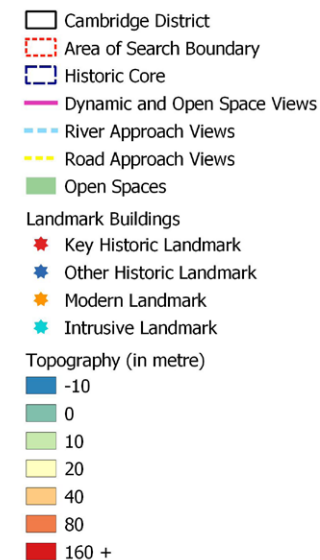 Cambridge District
Area of Search Boundary
Historic Core
Dynamic and Open Space Views
River Approach Views
Road Approach Views
Open Spaces
Landmark Buildings
Key Historic Landmark
Other Historic Landmark
Modern Landmark
Intrusive Landmark
Topography (in metre)
-10
0
10
20
40
80
160 +